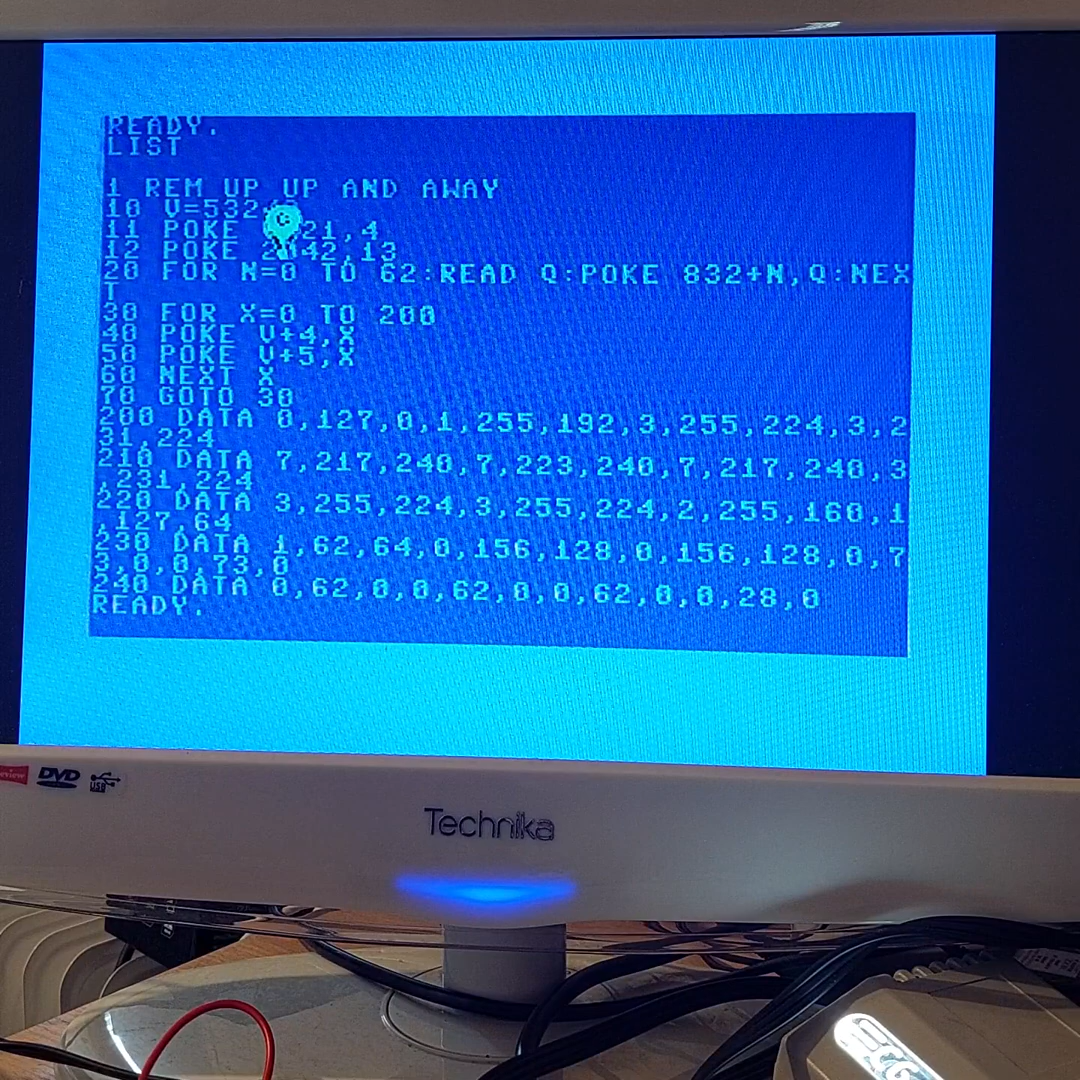 READY.
LIST
1 REM UP UP AND AWAY
10 V=532
11 POKE 21,4
12 POKE 2042,13
20 FOR N=0 TO 62:READ Q:POKE 832+N,Q:NEX
T
30 FOR X=0 TO 200
40 POKE V+4,X
50 POKE V+5,X
60 NEXT X
70 GOTO 30
200 DATA 0,127,0,1,255,192,3,255,224,3,2
31,224
210 DATA 7,217,240,7,223,240,7,217,240,3
,231,224
220 DATA 3,255,224,3,255,224,2,255,160,1
,127,64
230 DATA 1,62,64,0,156,128,0,156,128,0,7
3,0,0,73,0
240 DATA 0,62,0,0,62,0,0,62,0,0,28,0
READY.
DVD USB
Technika